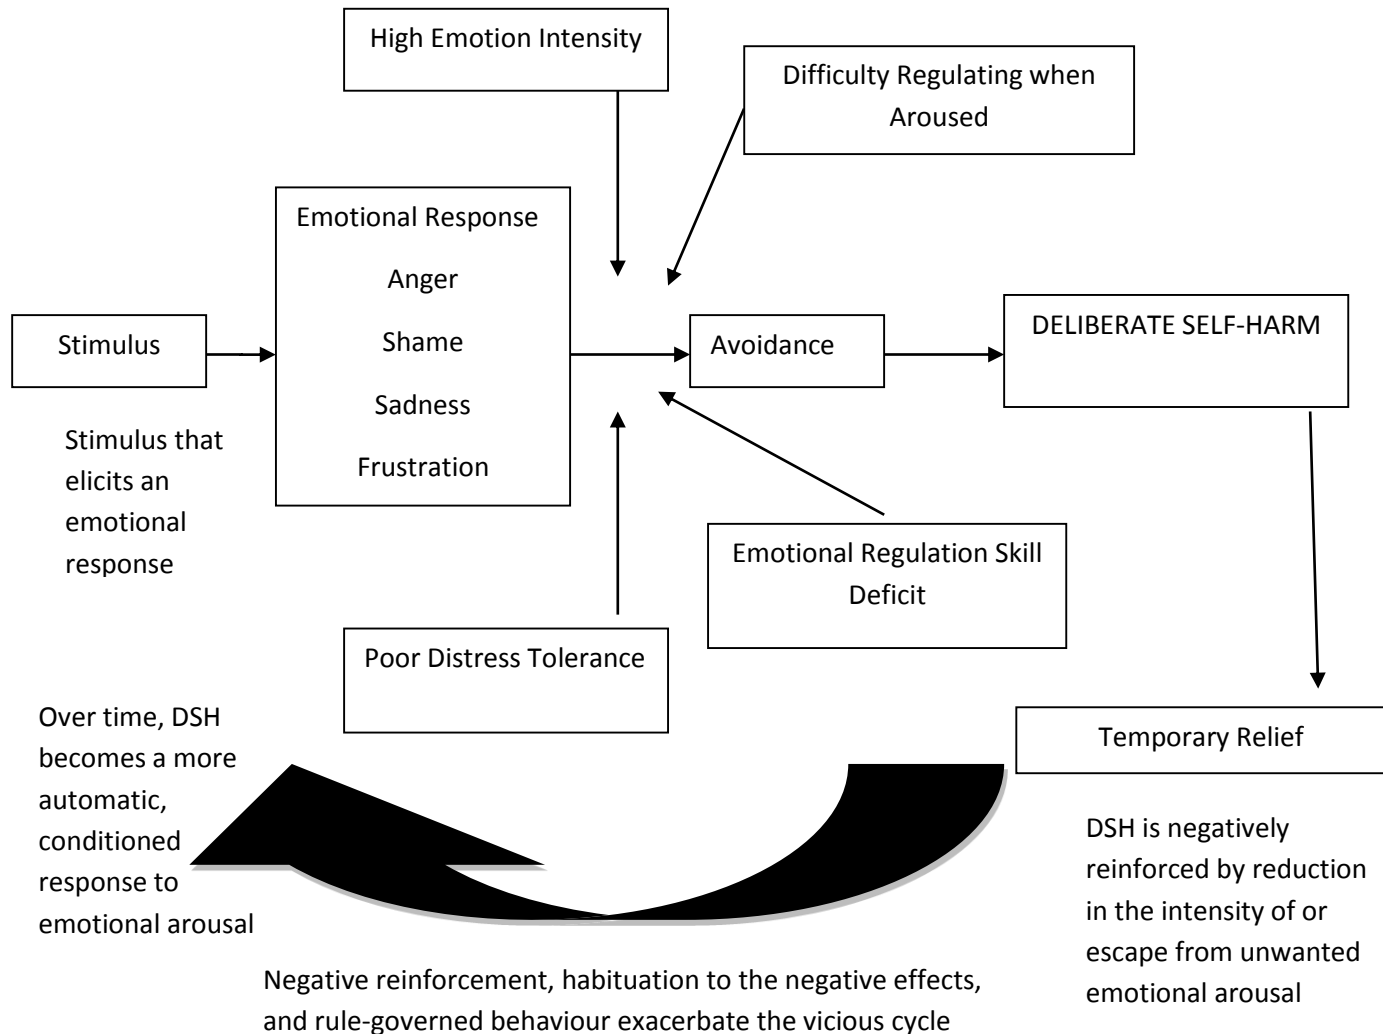 High Emotion Intensity
Difficulty Regulating when
Aroused
Emotional Response
Anger
Shame
Sadness
Frustration
Stimulus
Avoidance
DELIBERATE SELF-HARM
Stimulus that
elicits an
emotional
response
Emotional Regulation Skill
Deficit
Poor Distress Tolerance
Temporary Relief
Over time, DSH
becomes a more
automatic,
conditioned
response to
emotional arousal
DSH is negatively
reinforced by reduction
in the intensity of or
escape from unwanted
emotional arousal
Negative reinforcement, habituation to the negative effects,
and rule-governed behaviour exacerbate the vicious cycle